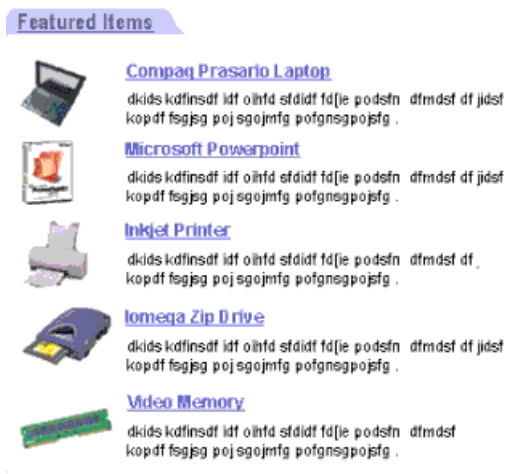 Featured Items
Compaq Prasario Laptop
dkids kdfinsdf idf oihfd sfdidf fd[ie podsfn dfmdsf df jidsf
kopdf fsgjsg poj sgojmfg pofgnsgpojsfg .
Microsoft Powerpoint
dkids kdfinsdf idf oihfd sfdidf fd[ie podsfn dfmdsf df jidsf
kopdf fsgjsg poj sgojmfg pofgnsgpojsfg .
Inkjet Printer
dkids kdfinsdf idf oihfd sfdidf fd[ie podsfn dfmdsf df
kopdf fsgjsg poj sgojmfg pofgnsgpojsfg .
Iomega Zip Drive
dkids kdfinsdf idf oihfd sfdidf fd[ie podsfn dfmdsf df jidsf
kopdf fsgjsg poj sgojmfg pofgnsgpojsfg .
Video Memory
dkids kdfinsdf idf oihfd sfdidf fd[ie podsfn dfmdsf
kopdf fsgjsg poj sgojmfg pofgnsgpojsfg .